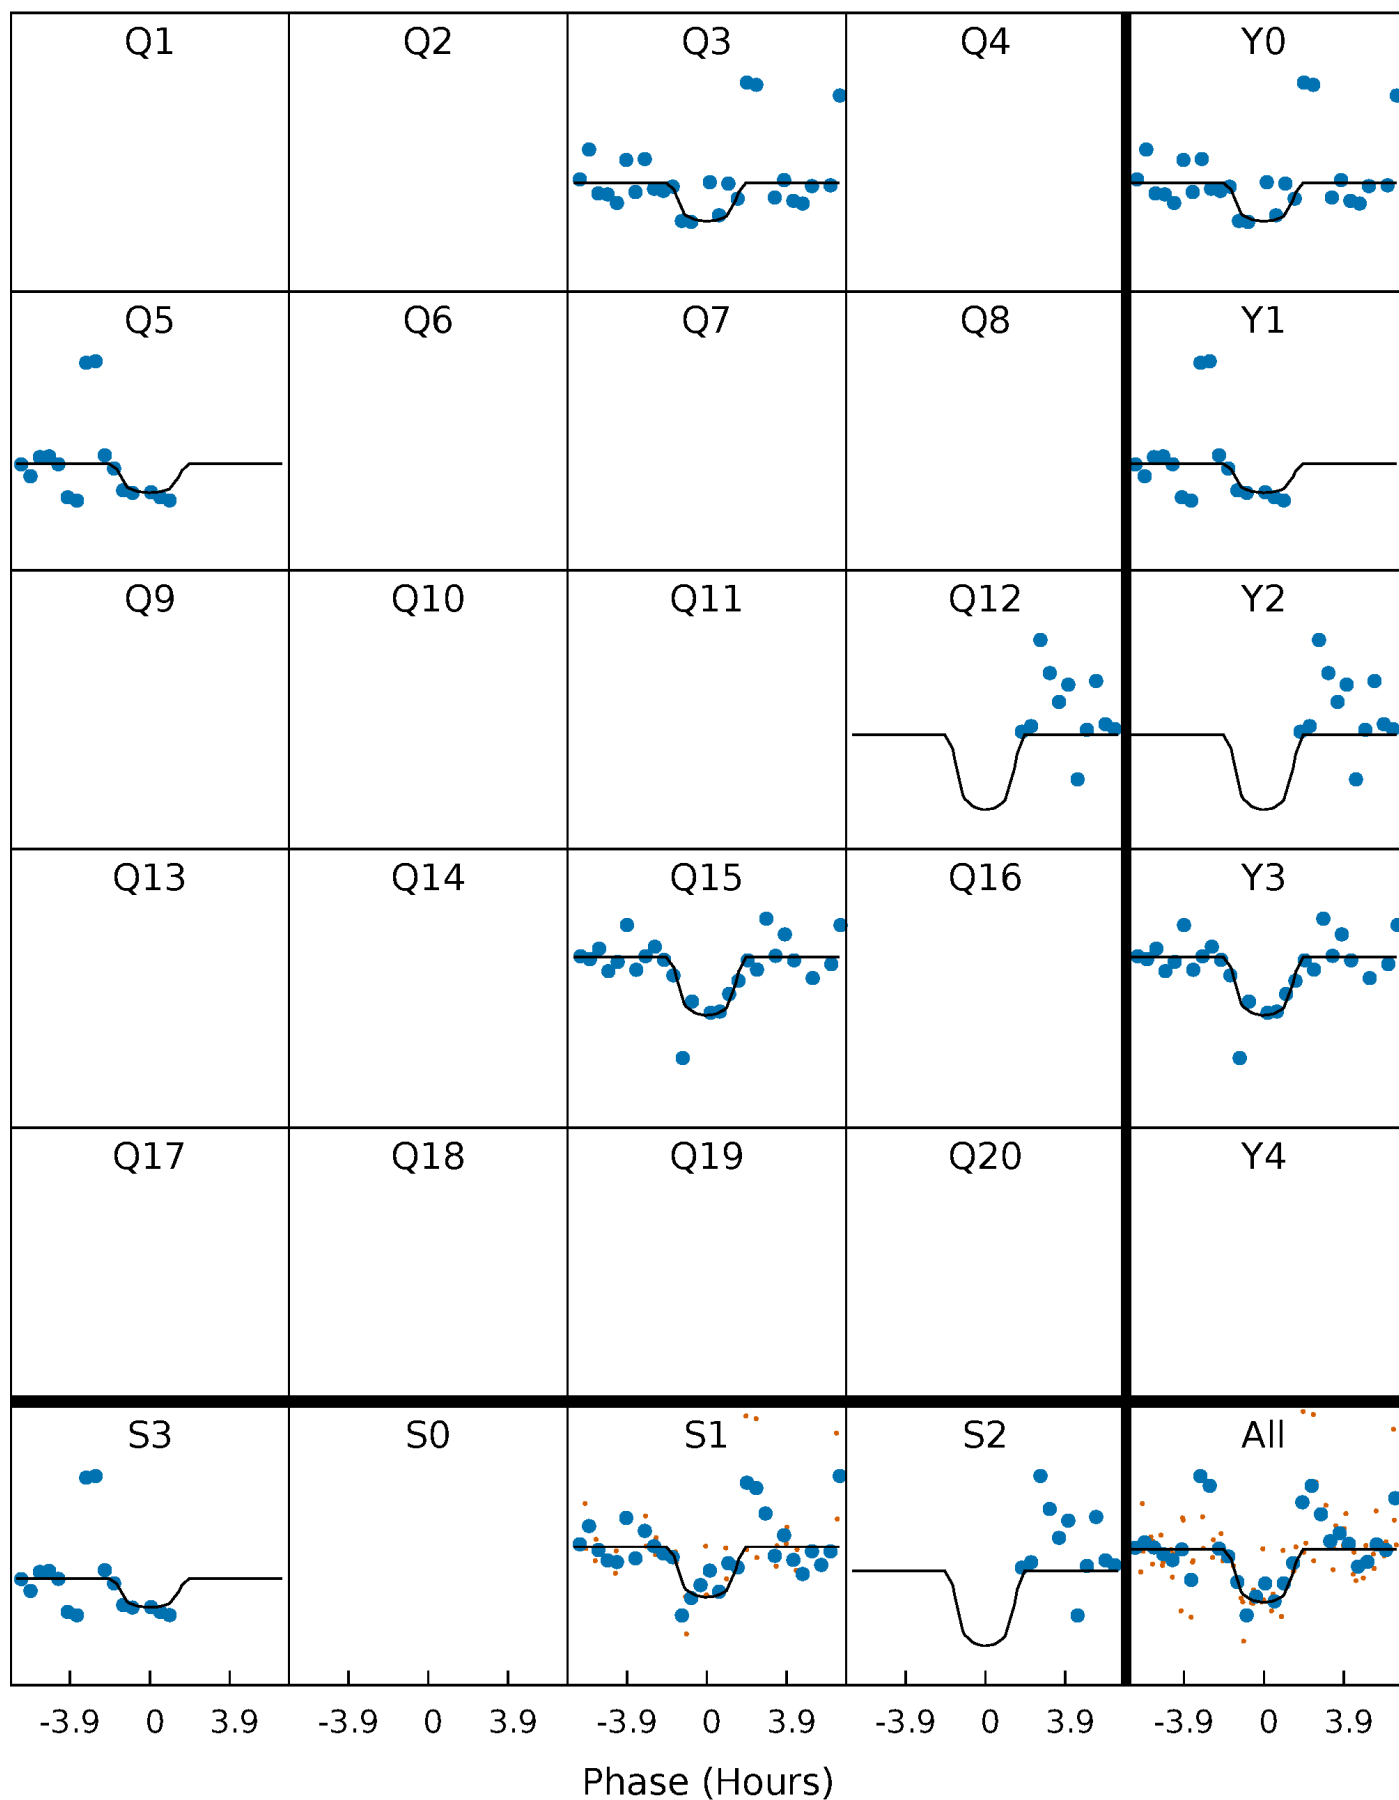 Q1 Q2 Q3 Q4 Y0
Q5 Q6 Q7 Q8 Y1
Q9 Q10 Q11 Q12 Y2
Q13 Q14 Q15 Q16 Y3
Q17 Q18 Q19 Q20 Y4
S3 S0 S1 S2 All
-3.9 0 3.9 -3.9 0 3.9 -3.9 0 3.9 -3.9 0 3.9 -3.9 0 3.9
Phase (Hours)